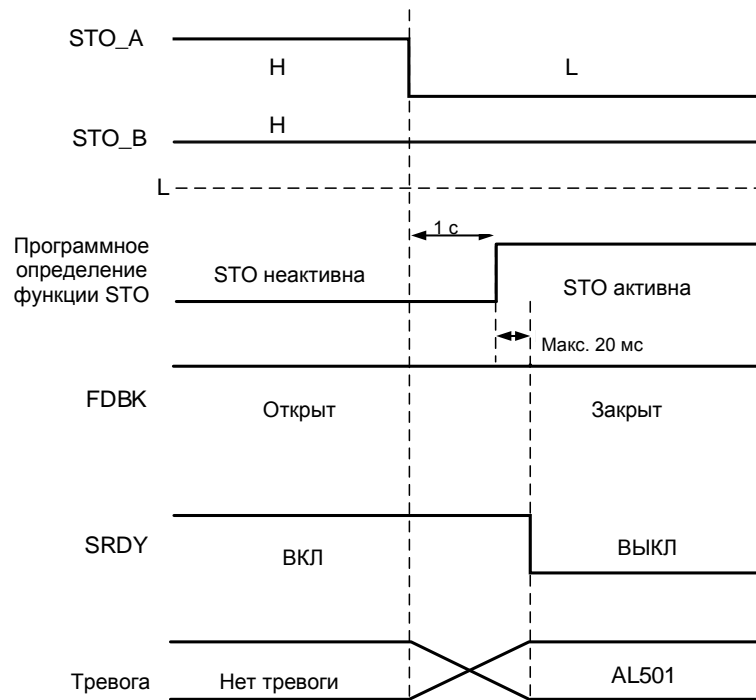 STO_A
H
L
STO_B
H
L
1 с
Программное
определение
функции STO
STO неактивна
STO активна
Макс. 20 мс
FDBK
Открыт
Закрыт
SRDY
ВКЛ
ВЫКЛ
Тревога
Нет тревоги
AL501